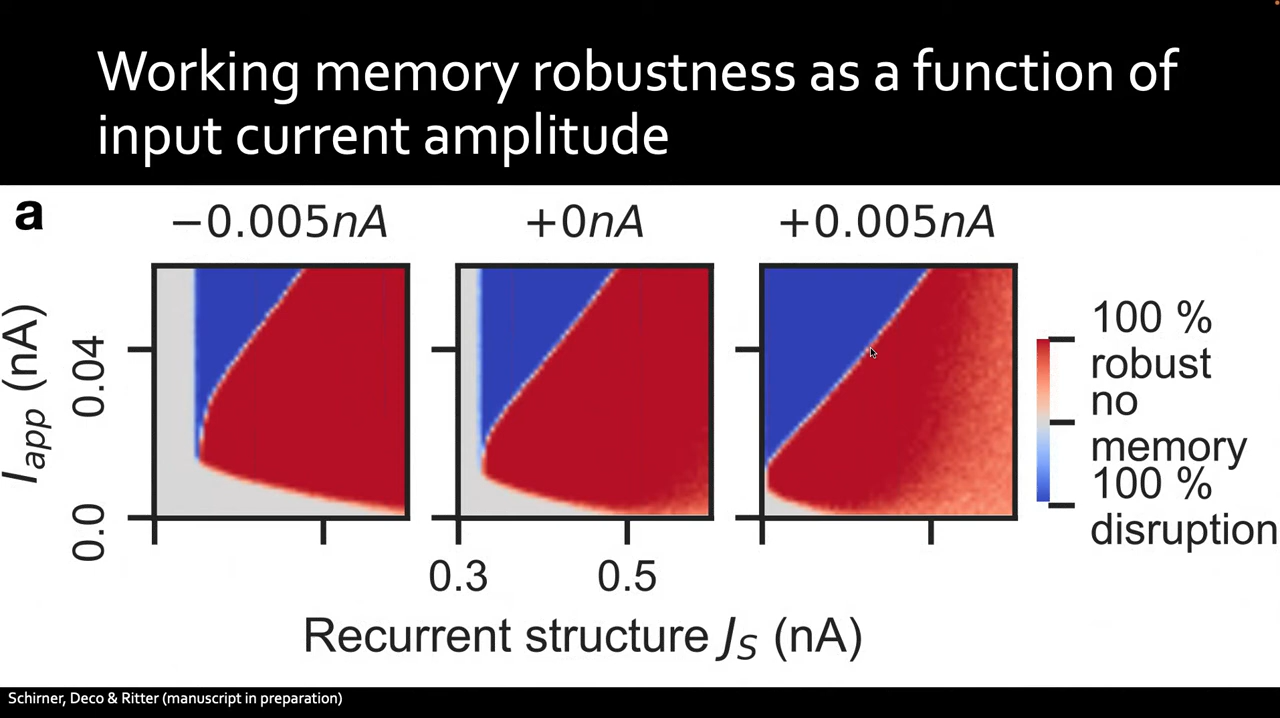 Working memory robustness as a function of
input current amplitude
a
−0.005nA
+0nA
+0.005nA
I_app (nA)
0.04
0.0
0.3
0.5
Recurrent structure J_S (nA)
100 %
robust
no
memory
100 %
disruption
Schirner, Deco & Ritter (manuscript in preparation)